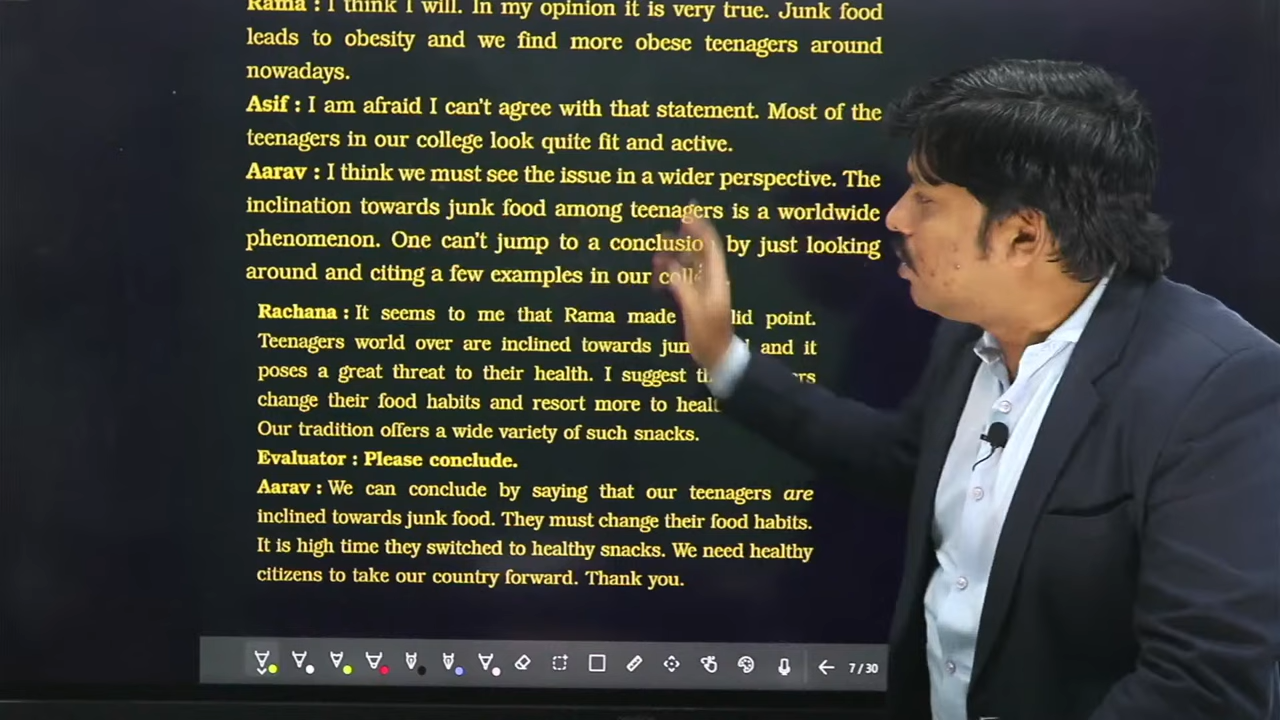 Rama : I think I will. In my opinion it is very true. Junk food
leads to obesity and we find more obese teenagers around
nowadays.
Asif : I am afraid I can't agree with that statement. Most of the
teenagers in our college look quite fit and active.
Aarav : I think we must see the issue in a wider perspective. The
inclination towards junk food among teenagers is a worldwide
phenomenon. One can't jump to a conclusio by just looking
around and citing a few examples in our
Rachana : It seems to me that Rama made
point.
Teenagers world over are inclined towards and it
poses a great threat to their health. I suggest
change their food habits and resort more to
Our tradition offers a wide variety of such snacks.
Evaluator : Please conclude.
Aarav : We can conclude by saying that our teenagers are
inclined towards junk food. They must change their food habits.
It is high time they switched to healthy snacks. We need healthy
citizens to take our country forward. Thank you.
7/30